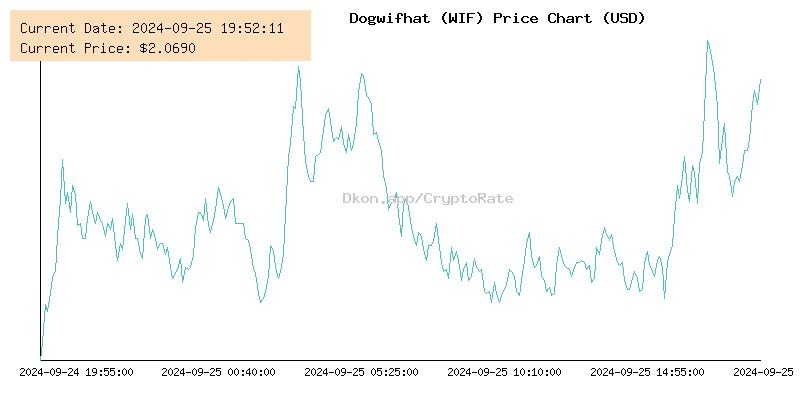 Dogwifhat (WIF) Price Chart (USD)
Current Date: 2024-09-25 19:52:11
Current Price: $2.0690
Dkon.app/CryptoRate
2024-09-24 19:55:00 2024-09-25 00:40:00 2024-09-25 05:25:00 2024-09-25 10:10:00 2024-09-25 14:55:00 2024-09-25